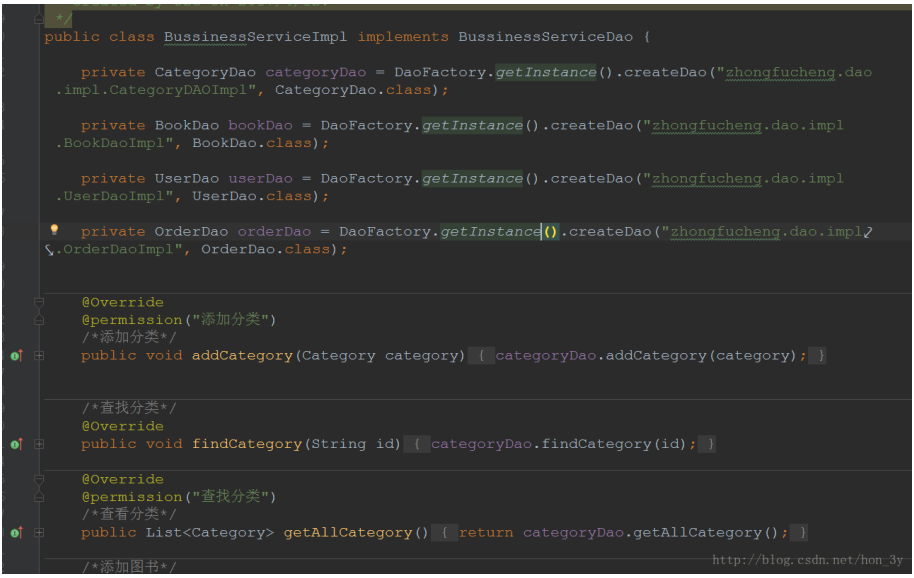 */
public class BussinessServiceImpl implements BussinessServiceDao {
private CategoryDao categoryDao = DaoFactory.getInstance().createDao("zhongfucheng.dao
.impl.CategoryDAOImpl", CategoryDao.class);
private BookDao bookDao = DaoFactory.getInstance().createDao("zhongfucheng.dao.impl
.BookDaoImpl", BookDao.class);
private UserDao userDao = DaoFactory.getInstance().createDao("zhongfucheng.dao.impl
.UserDaoImpl", UserDao.class);
private OrderDao orderDao = DaoFactory.getInstance().createDao("zhongfucheng.dao.impl
.OrderDaoImpl", OrderDao.class);
@Override
@permission("添加分类")
/*添加分类*/
public void addCategory(Category category) { categoryDao.addCategory(category); }
/*查找分类*/
@Override
public void findCategory(String id) { categoryDao.findCategory(id); }
@Override
@permission("查找分类")
/*查看分类*/
public List<Category> getAllCategory() { return categoryDao.getAllCategory(); }
/*添加图书*/
http://blog.csdn.net/hon_3y